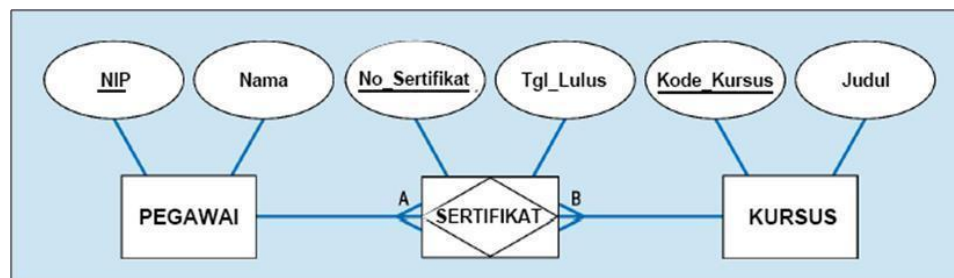 NIP
Nama
No_Sertifikat
Tgl_Lulus
Kode_Kursus
Judul
PEGAWAI
A
SERTIFIKAT
B
KURSUS